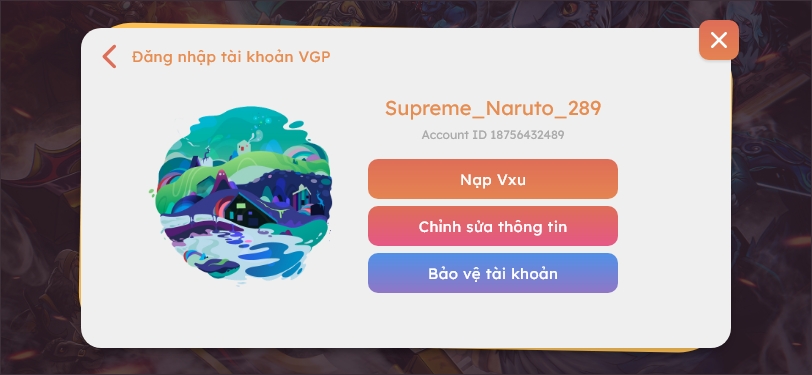 Đăng nhập tài khoản VGP
Supreme_Naruto_289
Account ID 18756432489
Nạp Vxu
Chỉnh sửa thông tin
Bảo vệ tài khoản